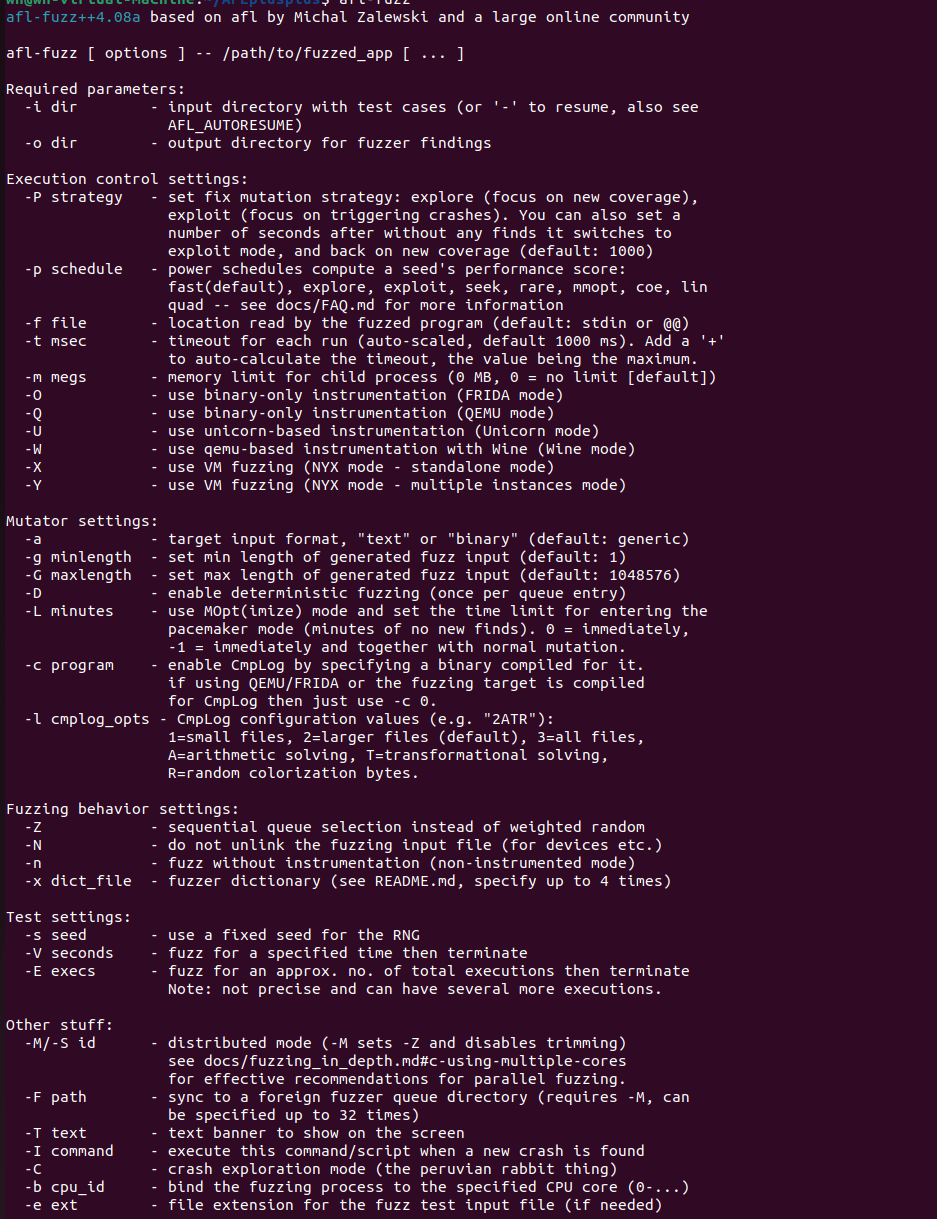 wh@wh-virtual-machine:~/AFLplusplus$ afl-fuzz
afl-fuzz++4.08a based on afl by Michal Zalewski and a large online community
afl-fuzz [ options ] -- /path/to/fuzzed_app [ ... ]
Required parameters:
-i dir - input directory with test cases (or '-' to resume, also see
AFL_AUTORESUME)
-o dir - output directory for fuzzer findings
Execution control settings:
-P strategy - set fix mutation strategy: explore (focus on new coverage),
exploit (focus on triggering crashes). You can also set a
number of seconds after without any finds it switches to
exploit mode, and back on new coverage (default: 1000)
-p schedule - power schedules compute a seed's performance score:
fast(default), explore, exploit, seek, rare, mmopt, coe, lin
quad -- see docs/FAQ.md for more information
-f file - location read by the fuzzed program (default: stdin or @@)
-t msec - timeout for each run (auto-scaled, default 1000 ms). Add a '+'
to auto-calculate the timeout, the value being the maximum.
-m megs - memory limit for child process (0 MB, 0 = no limit [default])
-O - use binary-only instrumentation (FRIDA mode)
-Q - use binary-only instrumentation (QEMU mode)
-U - use unicorn-based instrumentation (Unicorn mode)
-W - use qemu-based instrumentation with Wine (Wine mode)
-X - use VM fuzzing (NYX mode - standalone mode)
-Y - use VM fuzzing (NYX mode - multiple instances mode)
Mutator settings:
-a - target input format, "text" or "binary" (default: generic)
-g minlength - set min length of generated fuzz input (default: 1)
-G maxlength - set max length of generated fuzz input (default: 1048576)
-D - enable deterministic fuzzing (once per queue entry)
-L minutes - use MOpt(imize) mode and set the time limit for entering the
pacemaker mode (minutes of no new finds). 0 = immediately,
-1 = immediately and together with normal mutation.
-c program - enable CmpLog by specifying a binary compiled for it.
if using QEMU/FRIDA or the fuzzing target is compiled
for CmpLog then just use -c 0.
-l cmplog_opts - CmpLog configuration values (e.g. "2ATR"):
1=small files, 2=larger files (default), 3=all files,
A=arithmetic solving, T=transformational solving,
R=random colorization bytes.
Fuzzing behavior settings:
-Z - sequential queue selection instead of weighted random
-N - do not unlink the fuzzing input file (for devices etc.)
-n - fuzz without instrumentation (non-instrumented mode)
-x dict_file - fuzzer dictionary (see README.md, specify up to 4 times)
Test settings:
-s seed - use a fixed seed for the RNG
-V seconds - fuzz for a specified time then terminate
-E execs - fuzz for an approx. no. of total executions then terminate
Note: not precise and can have several more executions.
Other stuff:
-M/-S id - distributed mode (-M sets -Z and disables trimming)
see docs/fuzzing_in_depth.md#c-using-multiple-cores
for effective recommendations for parallel fuzzing.
-F path - sync to a foreign fuzzer queue directory (requires -M, can
be specified up to 32 times)
-T text - text banner to show on the screen
-I command - execute this command/script when a new crash is found
-C - crash exploration mode (the peruvian rabbit thing)
-b cpu_id - bind the fuzzing process to the specified CPU core (0-...)
-e ext - file extension for the fuzz test input file (if needed)